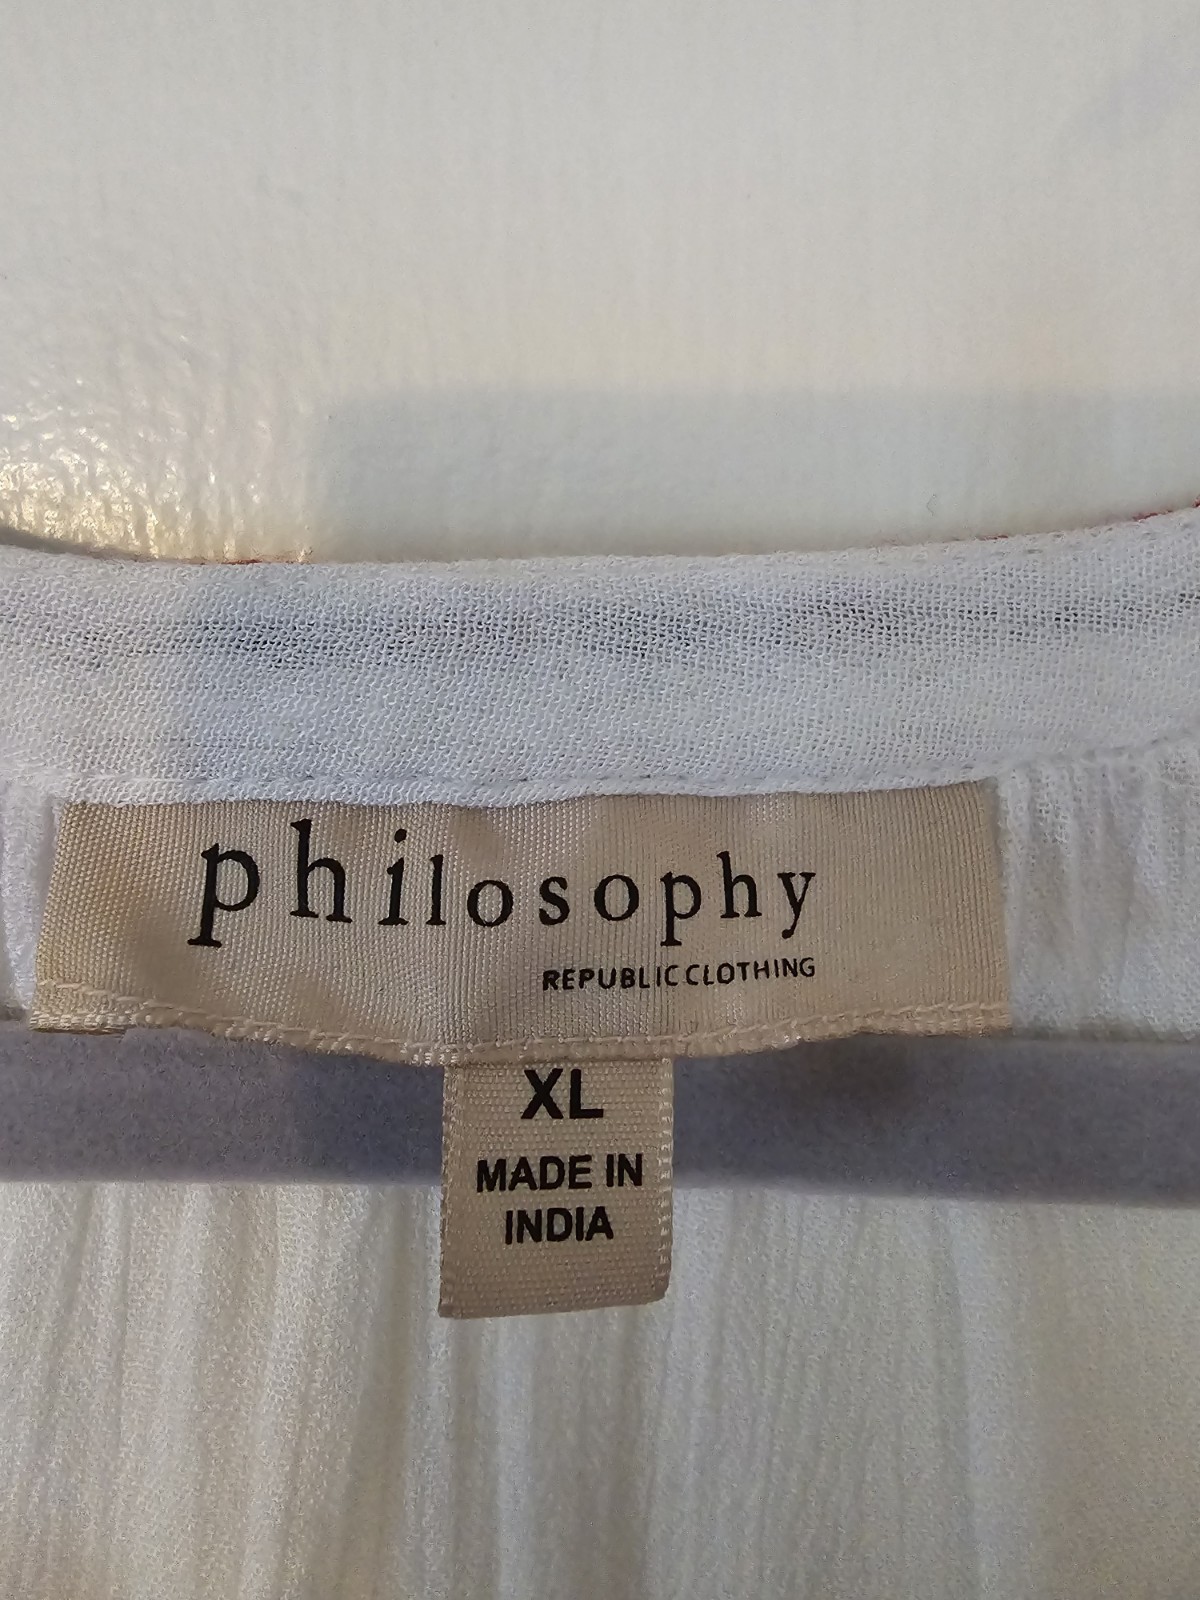 philosophy
REPUBLIC CLOTHING
XL
MADE IN
INDIA